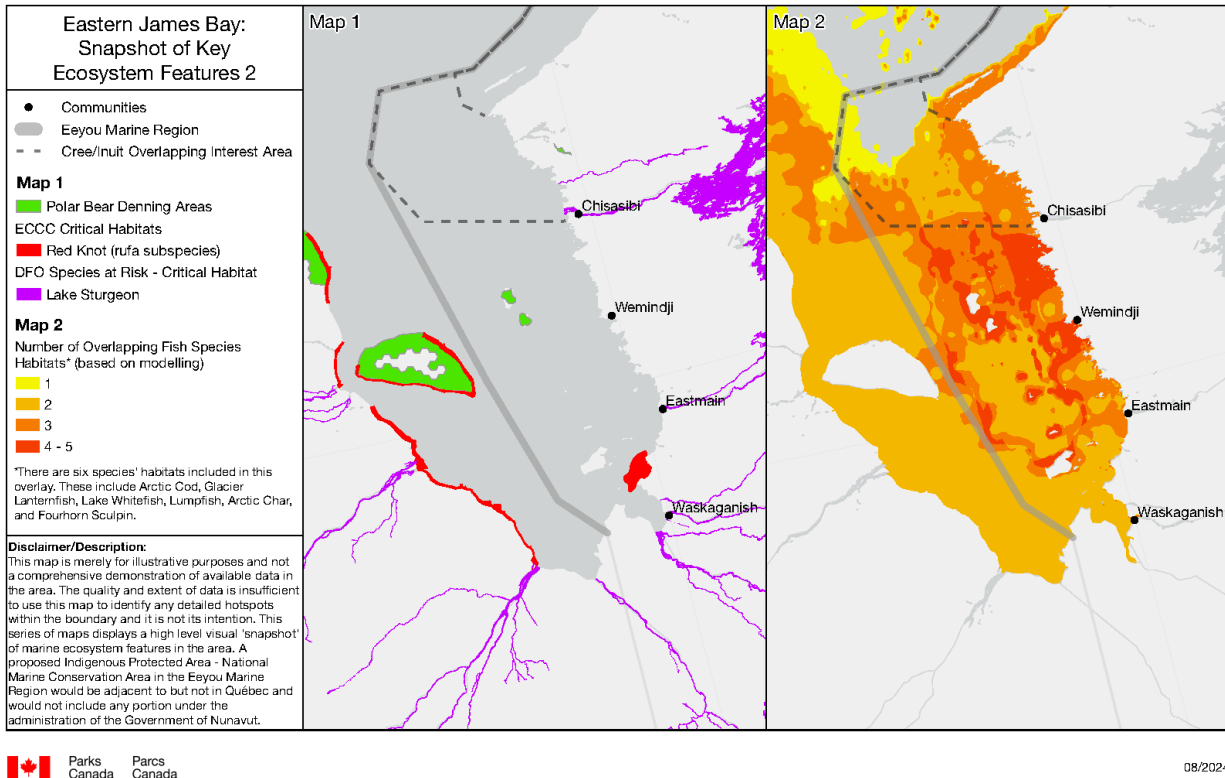 Eastern James Bay:
Snapshot of Key
Ecosystem Features 2
Communities
Eeyou Marine Region
Cree/Inuit Overlapping Interest Area
Map 1
Polar Bear Denning Areas
ECCC Critical Habitats
Red Knot (rufa subspecies)
DFO Species at Risk - Critical Habitat
Lake Sturgeon
Map 2
Number of Overlapping Fish Species
Habitats* (based on modelling)
1
2
3
4 - 5
*There are six species' habitats included in this
overlay. These include Arctic Cod, Glacier
Lanternfish, Lake Whitefish, Lumpfish, Arctic Char,
and Fourhorn Sculpin.
Disclaimer/Description:
This map is merely for illustrative purposes and not
a comprehensive demonstration of available data in
the area. The quality and extent of data is insufficient
to use this map to identify any detailed hotspots
within the boundary and it is not its intention. This
series of maps displays a high level visual 'snapshot'
of marine ecosystem features in the area. A
proposed Indigenous Protected Area - National
Marine Conservation Area in the Eeyou Marine
Region would be adjacent to but not in Québec and
would not include any portion under the
administration of the Government of Nunavut.
Map 1
Chisasibi
Wemindji
Eastmain
Waskaganish
Map 2
Chisasibi
Wemindji
Eastmain
Waskaganish
Parks Parcs
Canada Canada
08/2024